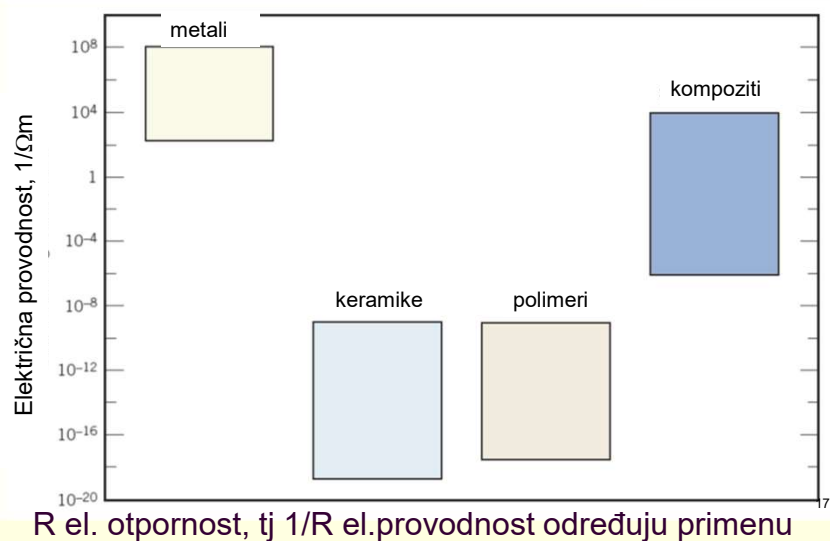 metali
kompoziti
keramike
polimeri
Električna provodnost, 1/Ωm
10⁸
10⁴
1
10⁻⁴
10⁻⁸
10⁻¹²
10⁻¹⁶
10⁻²⁰
17
R el. otpornost, tj 1/R el.provodnost određuju primenu